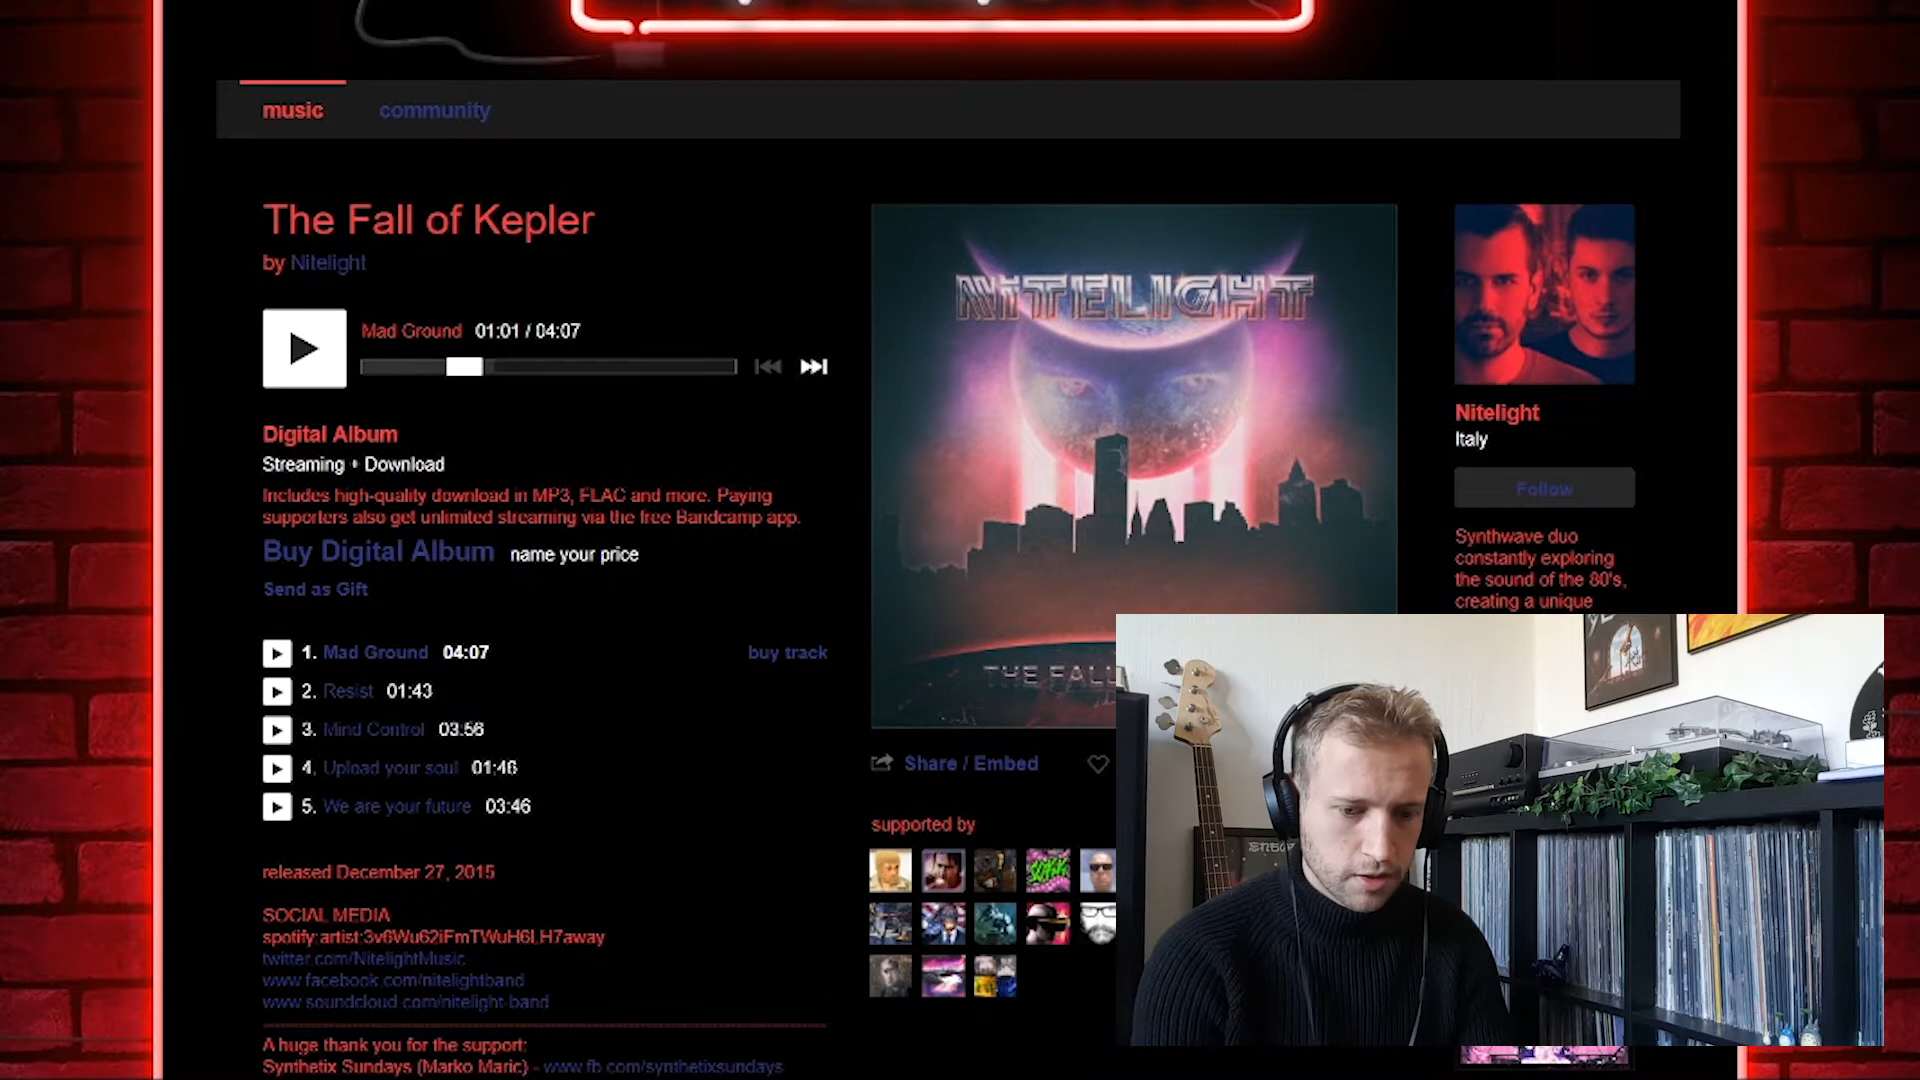 music
community
The Fall of Kepler
by Nitelight
Mad Ground 01:01 / 04:07
Digital Album
Streaming + Download
Includes high-quality download in MP3, FLAC and more. Paying
supporters also get unlimited streaming via the free Bandcamp app.
Buy Digital Album name your price
Send as Gift
1. Mad Ground 04:07 buy track
2. Resist 01:43
3. Mind Control 03:56
4. Upload your soul 01:46
5. We are your future 03:46
released December 27, 2015
SOCIAL MEDIA
spotify:artist:3v6Wu62iFmTWuH6LH7away
twitter.com/NitelightMusic
www.facebook.com/nitelightband
www.soundcloud.com/nitelight-band
A huge thank you for the support:
Synthetix Sundays (Marko Maric) - www.fb.com/synthetixsundays
NITELIGHT
THE FALL
Share / Embed
supported by
Nitelight
Italy
Follow
Synthwave duo
constantly exploring
the sound of the 80's,
creating a unique
忘れもの